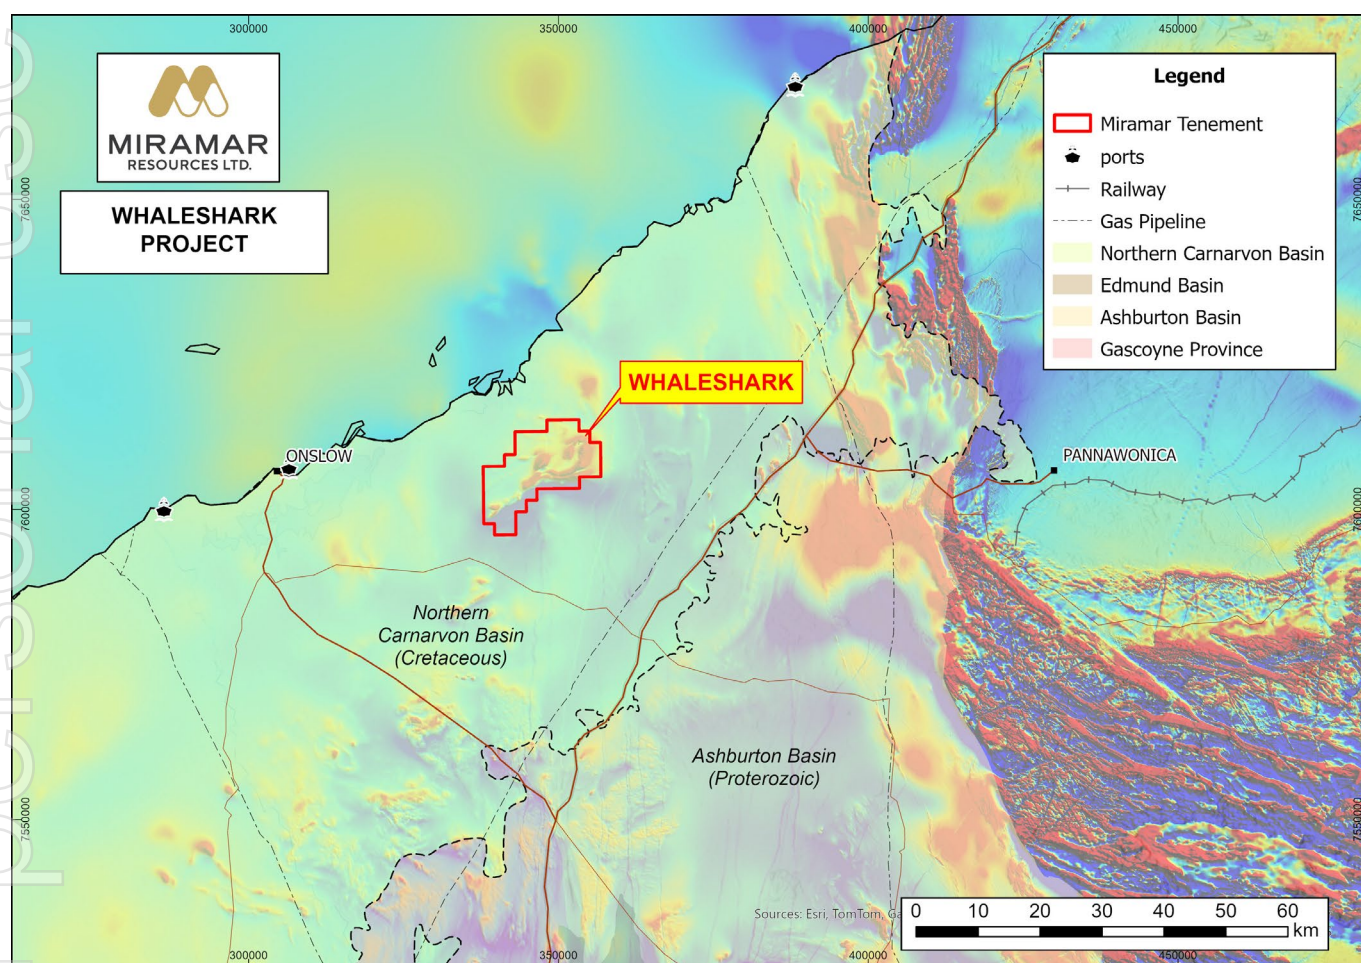 300000
350000
400000
450000
MIRAMAR
RESOURCES LTD.
WHALESHARK
PROJECT
Legend
Miramar Tenement
ports
Railway
Gas Pipeline
Northern Carnarvon Basin
Edmund Basin
Ashburton Basin
Gascoyne Province
7650000
7650000
WHALESHARK
ONSLOW
PANNAWONICA
7600000
7600000
Northern
Carnarvon Basin
(Cretaceous)
Ashburton Basin
(Proterozoic)
7550000
7550000
Sources: Esri, TomTom,
0 10 20 30 40 50 60
km
300000
350000
400000
450000